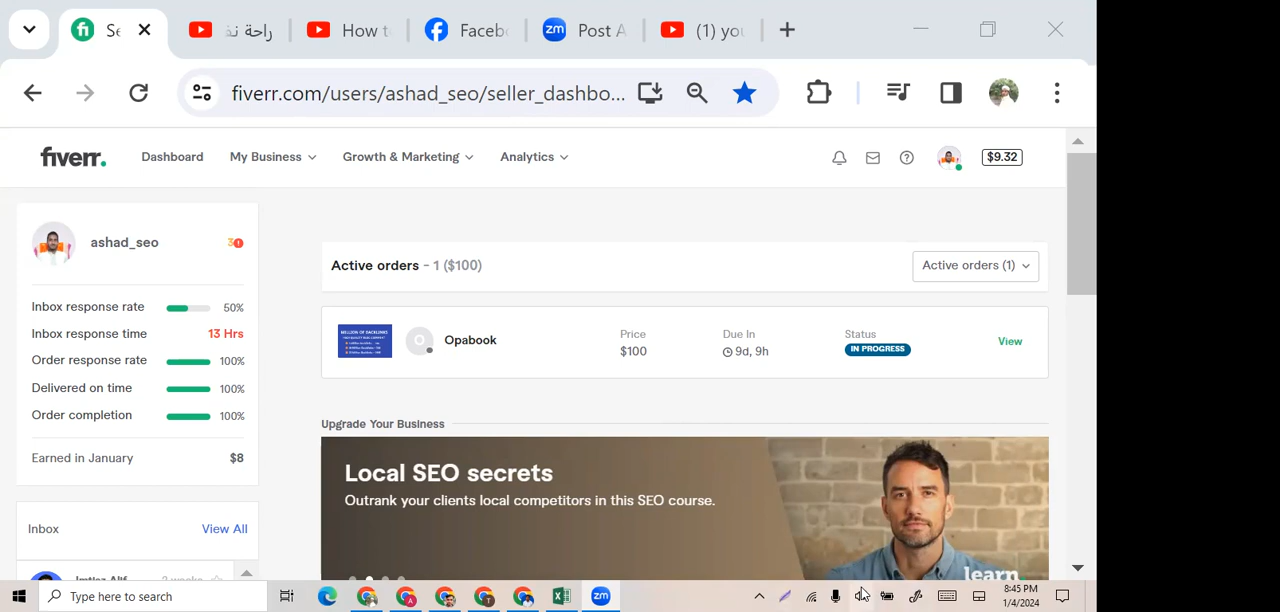 Se
راحة نف
How t
Faceb
zm
Post A
(1) you
fiverr.com/users/ashad_seo/seller_dashbo...
fiverr.
Dashboard
My Business
Growth & Marketing
Analytics
$9.32
ashad_seo
3
Inbox response rate
50%
Inbox response time
13 Hrs
Order response rate
100%
Delivered on time
100%
Order completion
100%
Earned in January
$8
Inbox
View All
Active orders - 1 ($100)
Active orders (1)
O
Opabook
Price
$100
Due In
9d, 9h
Status
IN PROGRESS
View
Upgrade Your Business
Local SEO secrets
Outrank your clients local competitors in this SEO course.
learn
Type here to search
zm
8:45 PM
1/4/2024